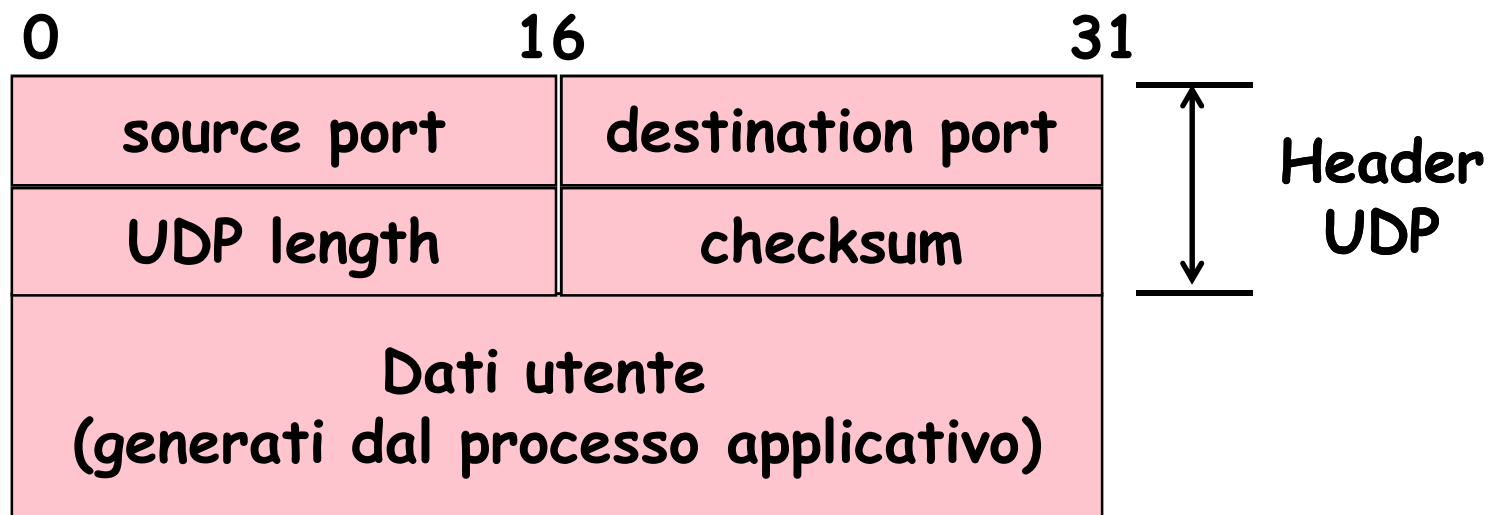 0 16 31
source port destination port
Header
UDP length checksum
UDP
Dati utente
(generati dal processo applicativo)